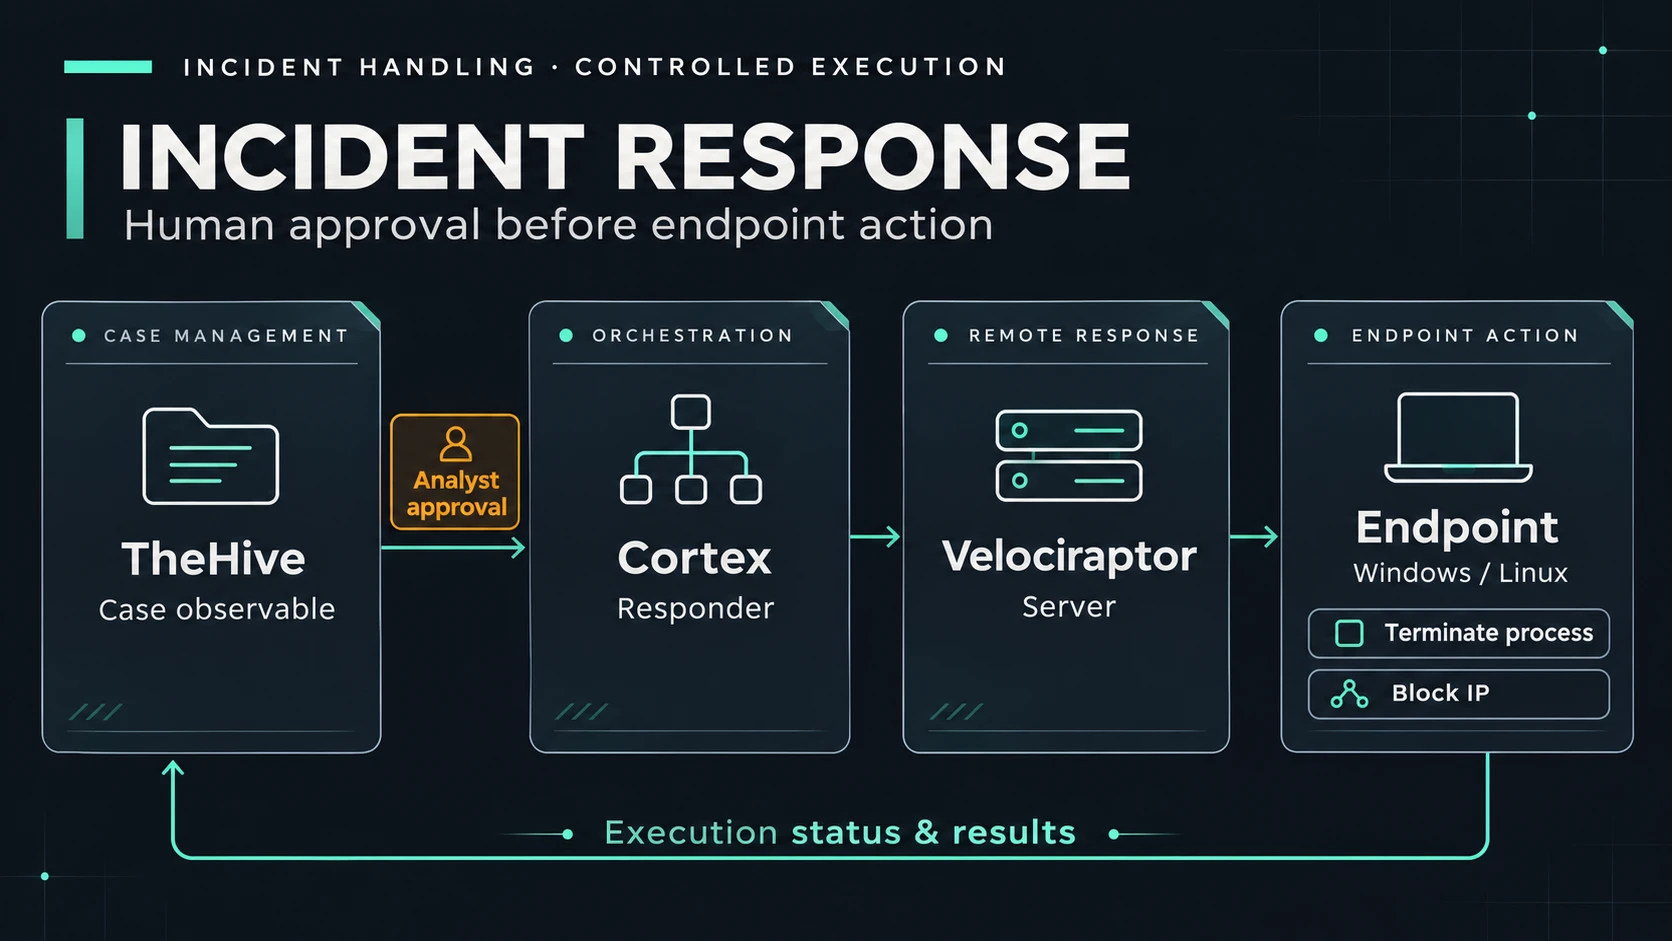 INCIDENT HANDLING · CONTROLLED EXECUTION
INCIDENT RESPONSE
Human approval before endpoint action
CASE MANAGEMENT
TheHive
Case observable
Analyst
approval
ORCHESTRATION
Cortex
Responder
REMOTE RESPONSE
Velociraptor
Server
ENDPOINT ACTION
Endpoint
Windows / Linux
Terminate process
Block IP
Execution status & results